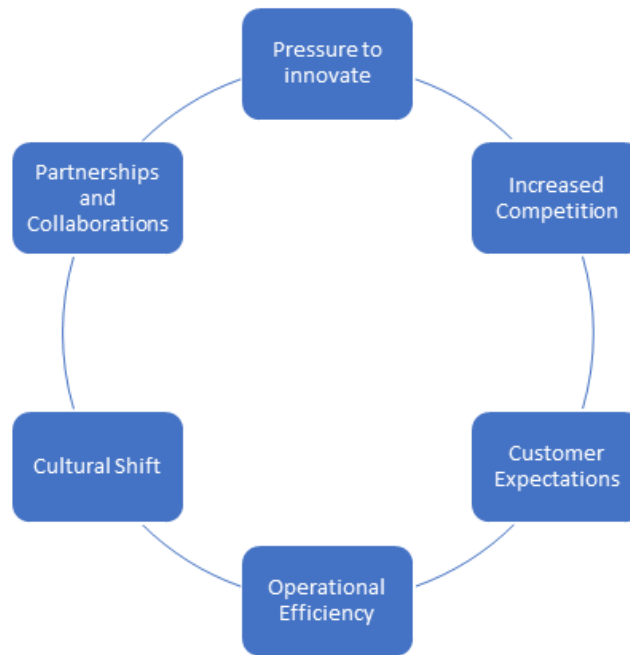 Pressure to
innovate
Increased
Competition
Customer
Expectations
Operational
Efficiency
Cultural Shift
Partnerships
and
Collaborations